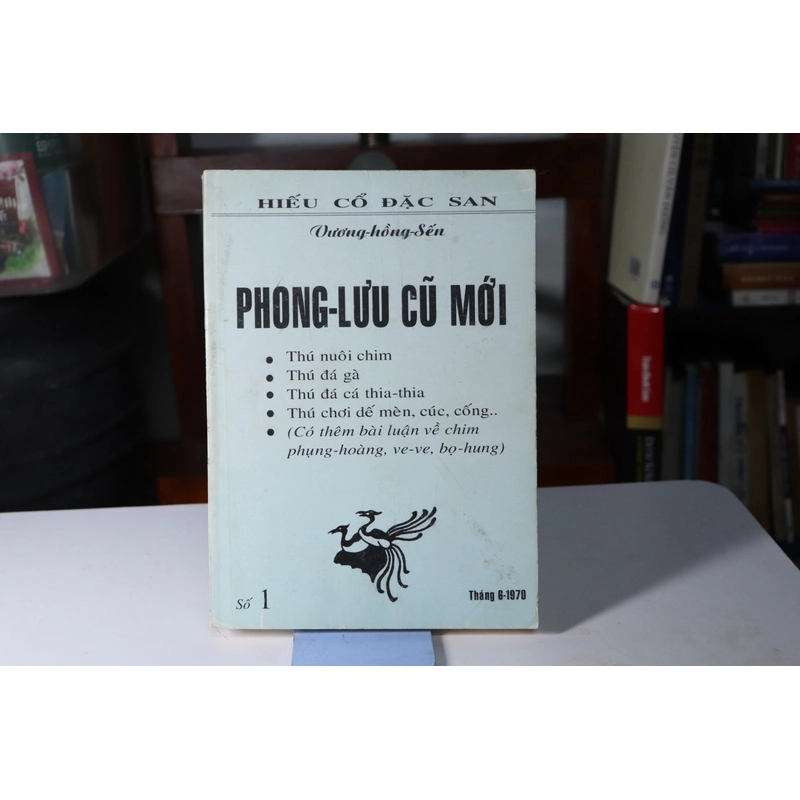 HIẾU CỔ ĐẶC SAN
Vương-hồng-Sến
PHONG-LƯU CŨ MỚI
• Thú nuôi chim
• Thú đá gà
• Thú đá cá thia-thia
• Thú chơi dế mèn, cúc, cống..
• (Có thêm bài luận về chim
phụng-hoàng, ve-ve, bọ-hung)
Số 1
Tháng 6-1970